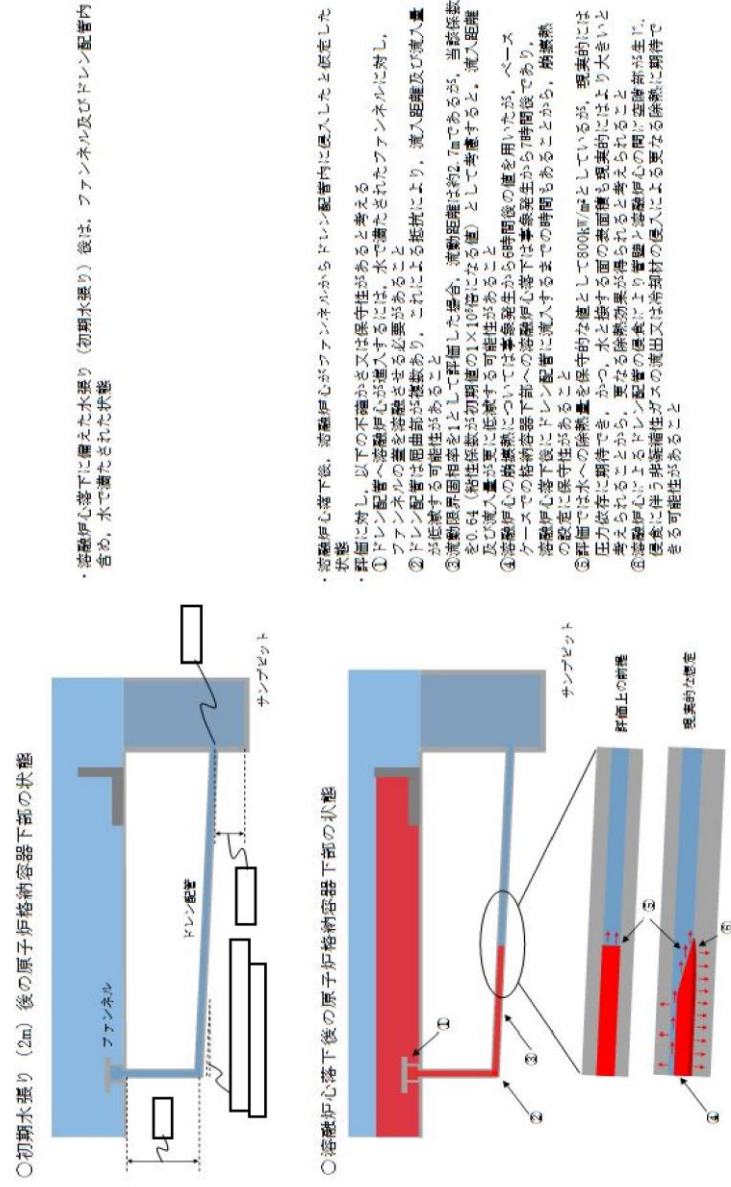 ○初期水張り（2m）後の原子炉格納容器下部の状態
ファンネル
ドレン配管
サンプピット
・溶融炉心落下に備えた水張り（初期水張り）後は，ファンネル及びドレン配管内
含め，水で満たされた状態
○溶融炉心落下後の原子炉格納容器下部の状態
①
②
③
サンプピット
評価上の前提
⑤
現実的な想定
④
⑥
・溶融炉心落下後，溶融炉心がファンネルからドレン配管内に侵入したと仮定した
状態
・評価に対し，以下の不確かさ又は保守性があると考える
①ドレン配管へ溶融炉心が進入するには，水で満たされたファンネルに対し，
ファンネルの蓋を溶融させる必要があること
②ドレン配管は屈曲部が複数あり，これによる抵抗により，流入距離及び流入量
が低減する可能性があること
③流動限界固相率を1として評価した場合，流動距離は約2.7mであるが，当該係数
を0.64（粘性係数が初期値の1×10⁵倍になる値）として考慮すると，流入距離
及び流入量が更に低減する可能性があること
④溶融炉心の崩壊熱については事象発生から6時間後の値を用いたが，ベース
ケースでの格納容器下部への溶融炉心落下は事象発生から7時間後であり，
溶融炉心落下後にドレン配管に流入するまでの時間もあることから，崩壊熱
の設定に保守性があること
⑤評価では水への除熱量を保守的な値として800kW/m²としているが，現実的には
圧力依存に期待でき，かつ，水と接する面の表面積も現実的にはより大きいと
考えられることから，更なる除熱効果が得られると考えられること
⑥溶融炉心によるドレン配管の侵食により管壁と溶融炉心の間に空隙部が生じ，
侵食に伴う非凝縮性ガスの流出又は冷却材の侵入による更なる除熱に期待で
きる可能性があること